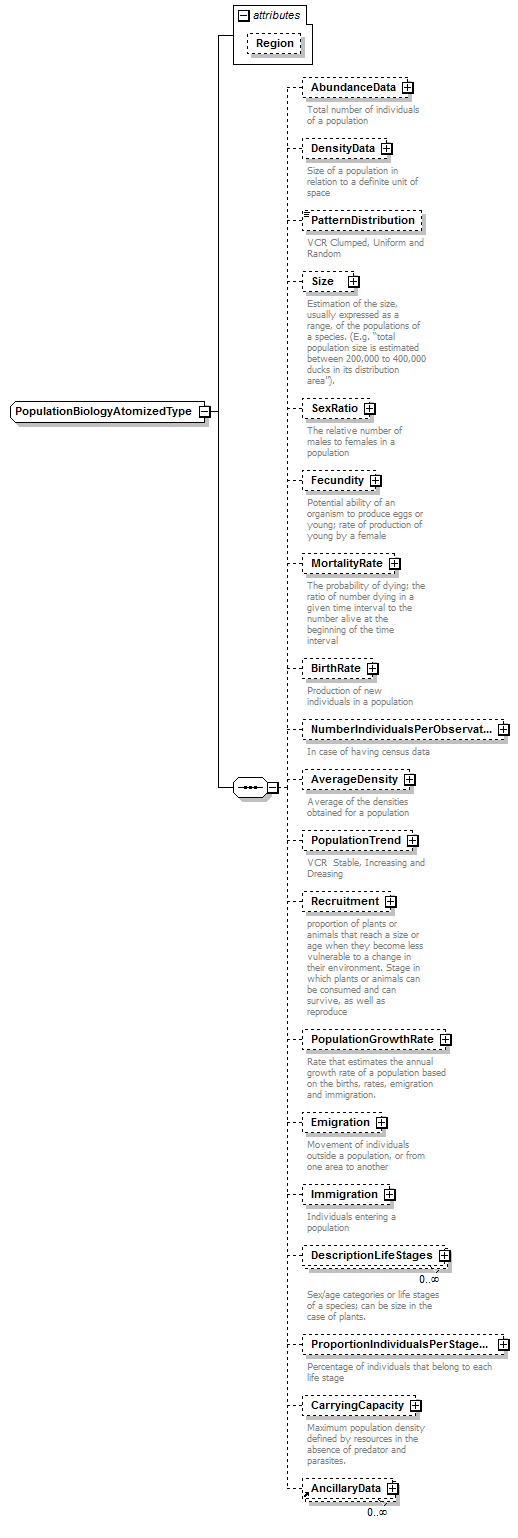 attributes
Region
AbundanceData
Total number of individuals
of a population
DensityData
Size of a population in
relation to a definite unit of
space
PatternDistribution
VCR Clumped, Uniform and
Random
Size
Estimation of the size,
usually expressed as a
range, of the populations of
a species. (E.g. "total
population size is estimated
between 200,000 to 400,000
ducks in its distribution
area").
PopulationBiologyAtomizedType
SexRatio
The relative number of
males to females in a
population
Fecundity
Potential ability of an
organism to produce eggs or
young; rate of production of
young by a female
MortalityRate
The probability of dying; the
ratio of number dying in a
given time interval to the
number alive at the
beginning of the time
interval
BirthRate
Production of new
individuals in a population
NumberIndividualsPerObservat...
In case of having census data
AverageDensity
Average of the densities
obtained for a population
PopulationTrend
VCR  Stable, Increasing and
Dreasing
Recruitment
proportion of plants or
animals that reach a size or
age when they become less
vulnerable to a change in
their environment. Stage in
which plants or animals can
be consumed and can
survive, as well as
reproduce
PopulationGrowthRate
Rate that estimates the annual
growth rate of a population based
on the births, rates, emigration
and immigration.
Emigration
Movement of individuals
outside a population, or from
one area to another
Immigration
Individuals entering a
population
DescriptionLifeStages
0..∞
Sex/age categories or life stages
of a species; can be size in the
case of plants.
ProportionIndividualsPerStage...
Percentage of individuals that belong to each
life stage
CarryingCapacity
Maximum population density
defined by resources in the
absence of predator and
parasites.
AncillaryData
0..∞